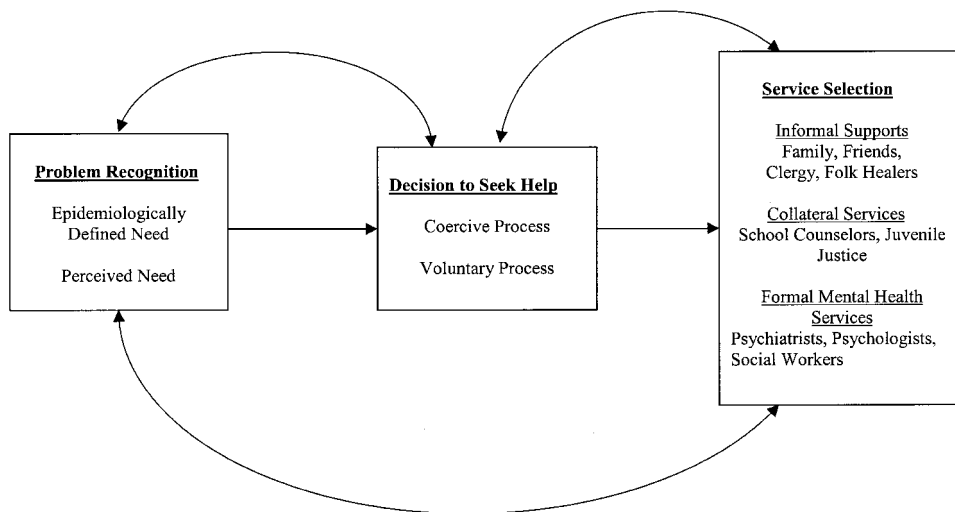 Problem Recognition
Epidemiologically
Defined Need
Perceived Need
Decision to Seek Help
Coercive Process
Voluntary Process
Service Selection
Informal Supports
Family, Friends,
Clergy, Folk Healers
Collateral Services
School Counselors, Juvenile
Justice
Formal Mental Health
Services
Psychiatrists, Psychologists,
Social Workers